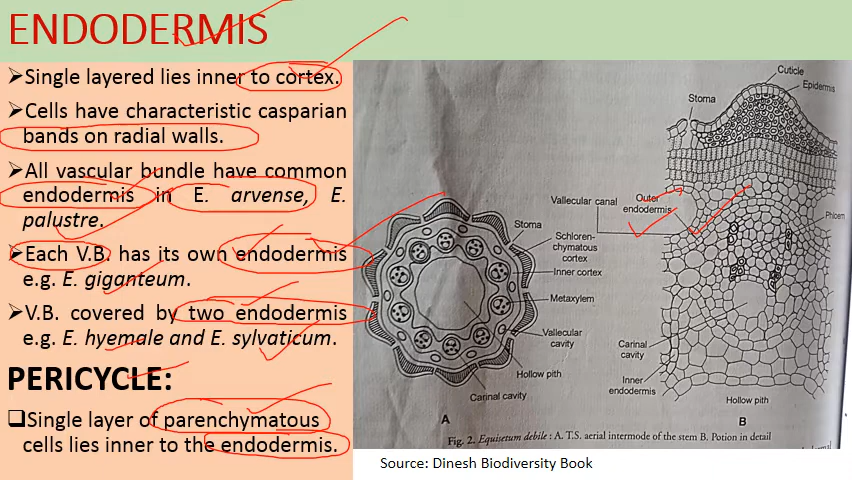 ENDODERMIS
➢Single layered lies inner to cortex.
➢Cells have characteristic casparian
bands on radial walls.
➢All vascular bundle have common
endodermis in E. arvense, E.
palustre.
➢Each V.B. has its own endodermis
e.g. E. giganteum.
➢V.B. covered by two endodermis
e.g. E. hyemale and E. sylvaticum.
PERICYCLE:
❑Single layer of parenchymatous
cells lies inner to the endodermis.
Stoma
Schloren-
chymatous
cortex
Inner cortex
Metaxylem
Vallecular
cavity
Hollow pith
Carinal cavity
A
Cuticle
Epidermis
Stoma
Vallecular canal
Outer
endodermis
Phloem
Carinal
cavity
Inner
endodermis
Hollow pith
B
Fig. 2. Equisetum debile : A. T.S. aerial intermode of the stem B. Potion in detail
Source: Dinesh Biodiversity Book